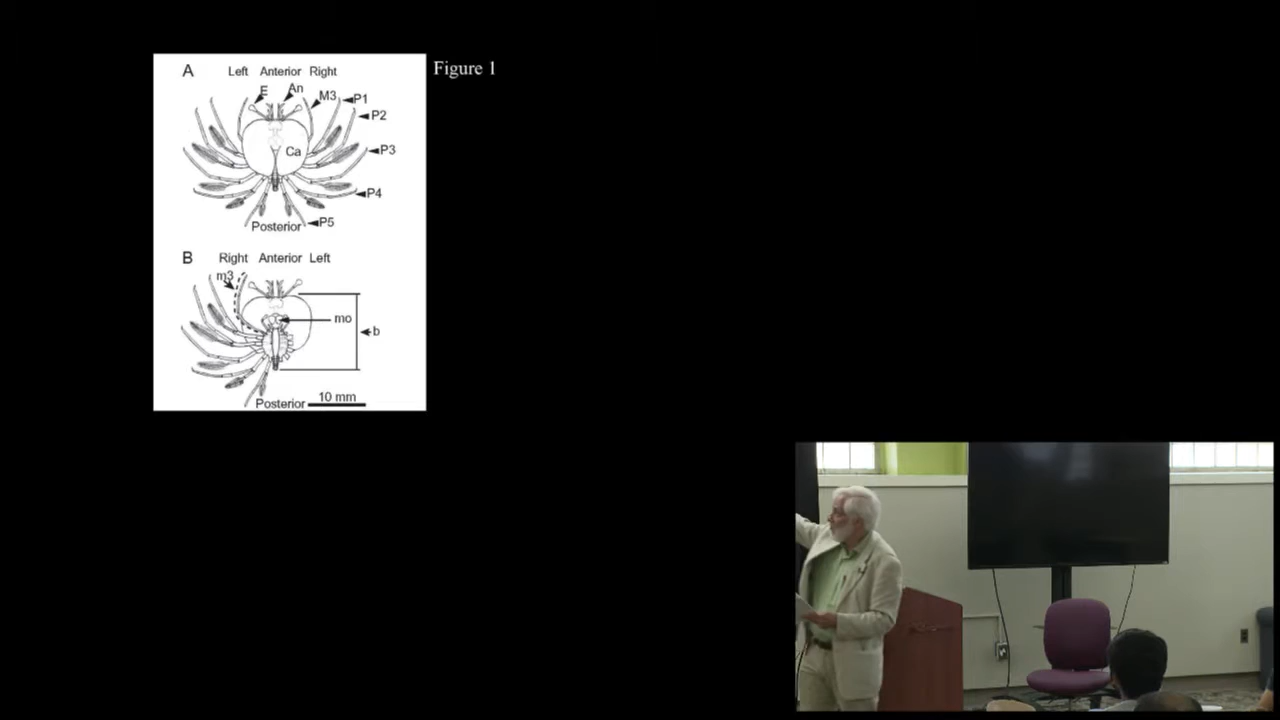 Figure 1
A
Left Anterior Right
E An M3 P1
P2
P3
Ca
P4
Posterior P5
B
Right Anterior Left
m3
mo
b
10 mm
Posterior